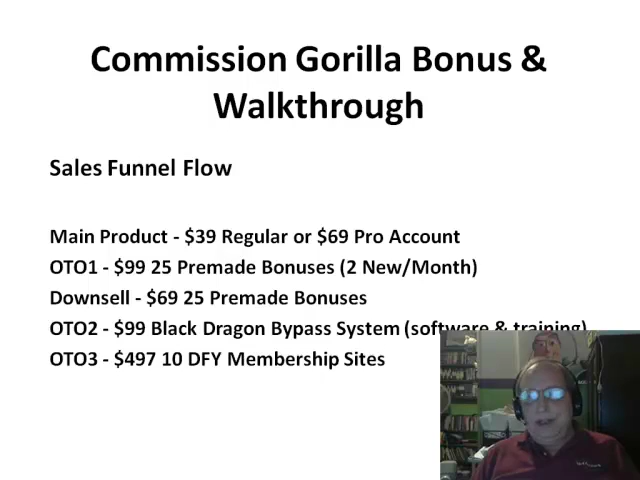 Commission Gorilla Bonus &
Walkthrough
Sales Funnel Flow
Main Product - $39 Regular or $69 Pro Account
OTO1 - $99 25 Premade Bonuses (2 New/Month)
Downsell - $69 25 Premade Bonuses
OTO2 - $99 Black Dragon Bypass System (software & training)
OTO3 - $497 10 DFY Membership Sites